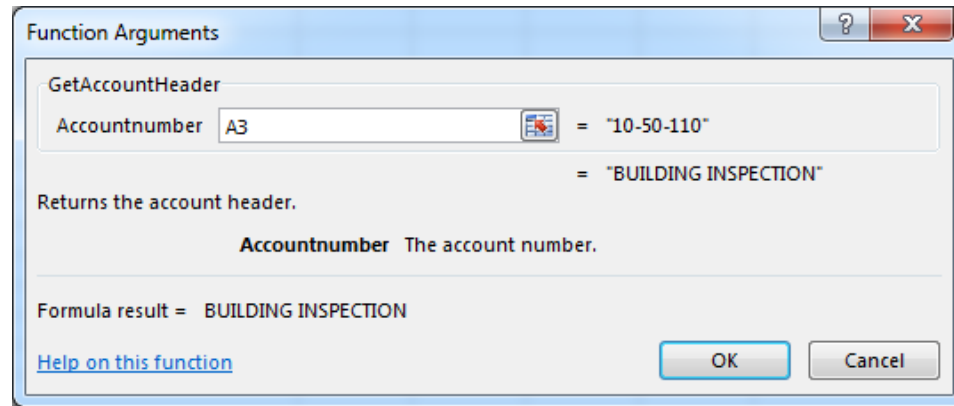 Function Arguments
GetAccountHeader
Accountnumber A3 = "10-50-110"
= "BUILDING INSPECTION"
Returns the account header.
Accountnumber The account number.
Formula result = BUILDING INSPECTION
Help on this function OK Cancel